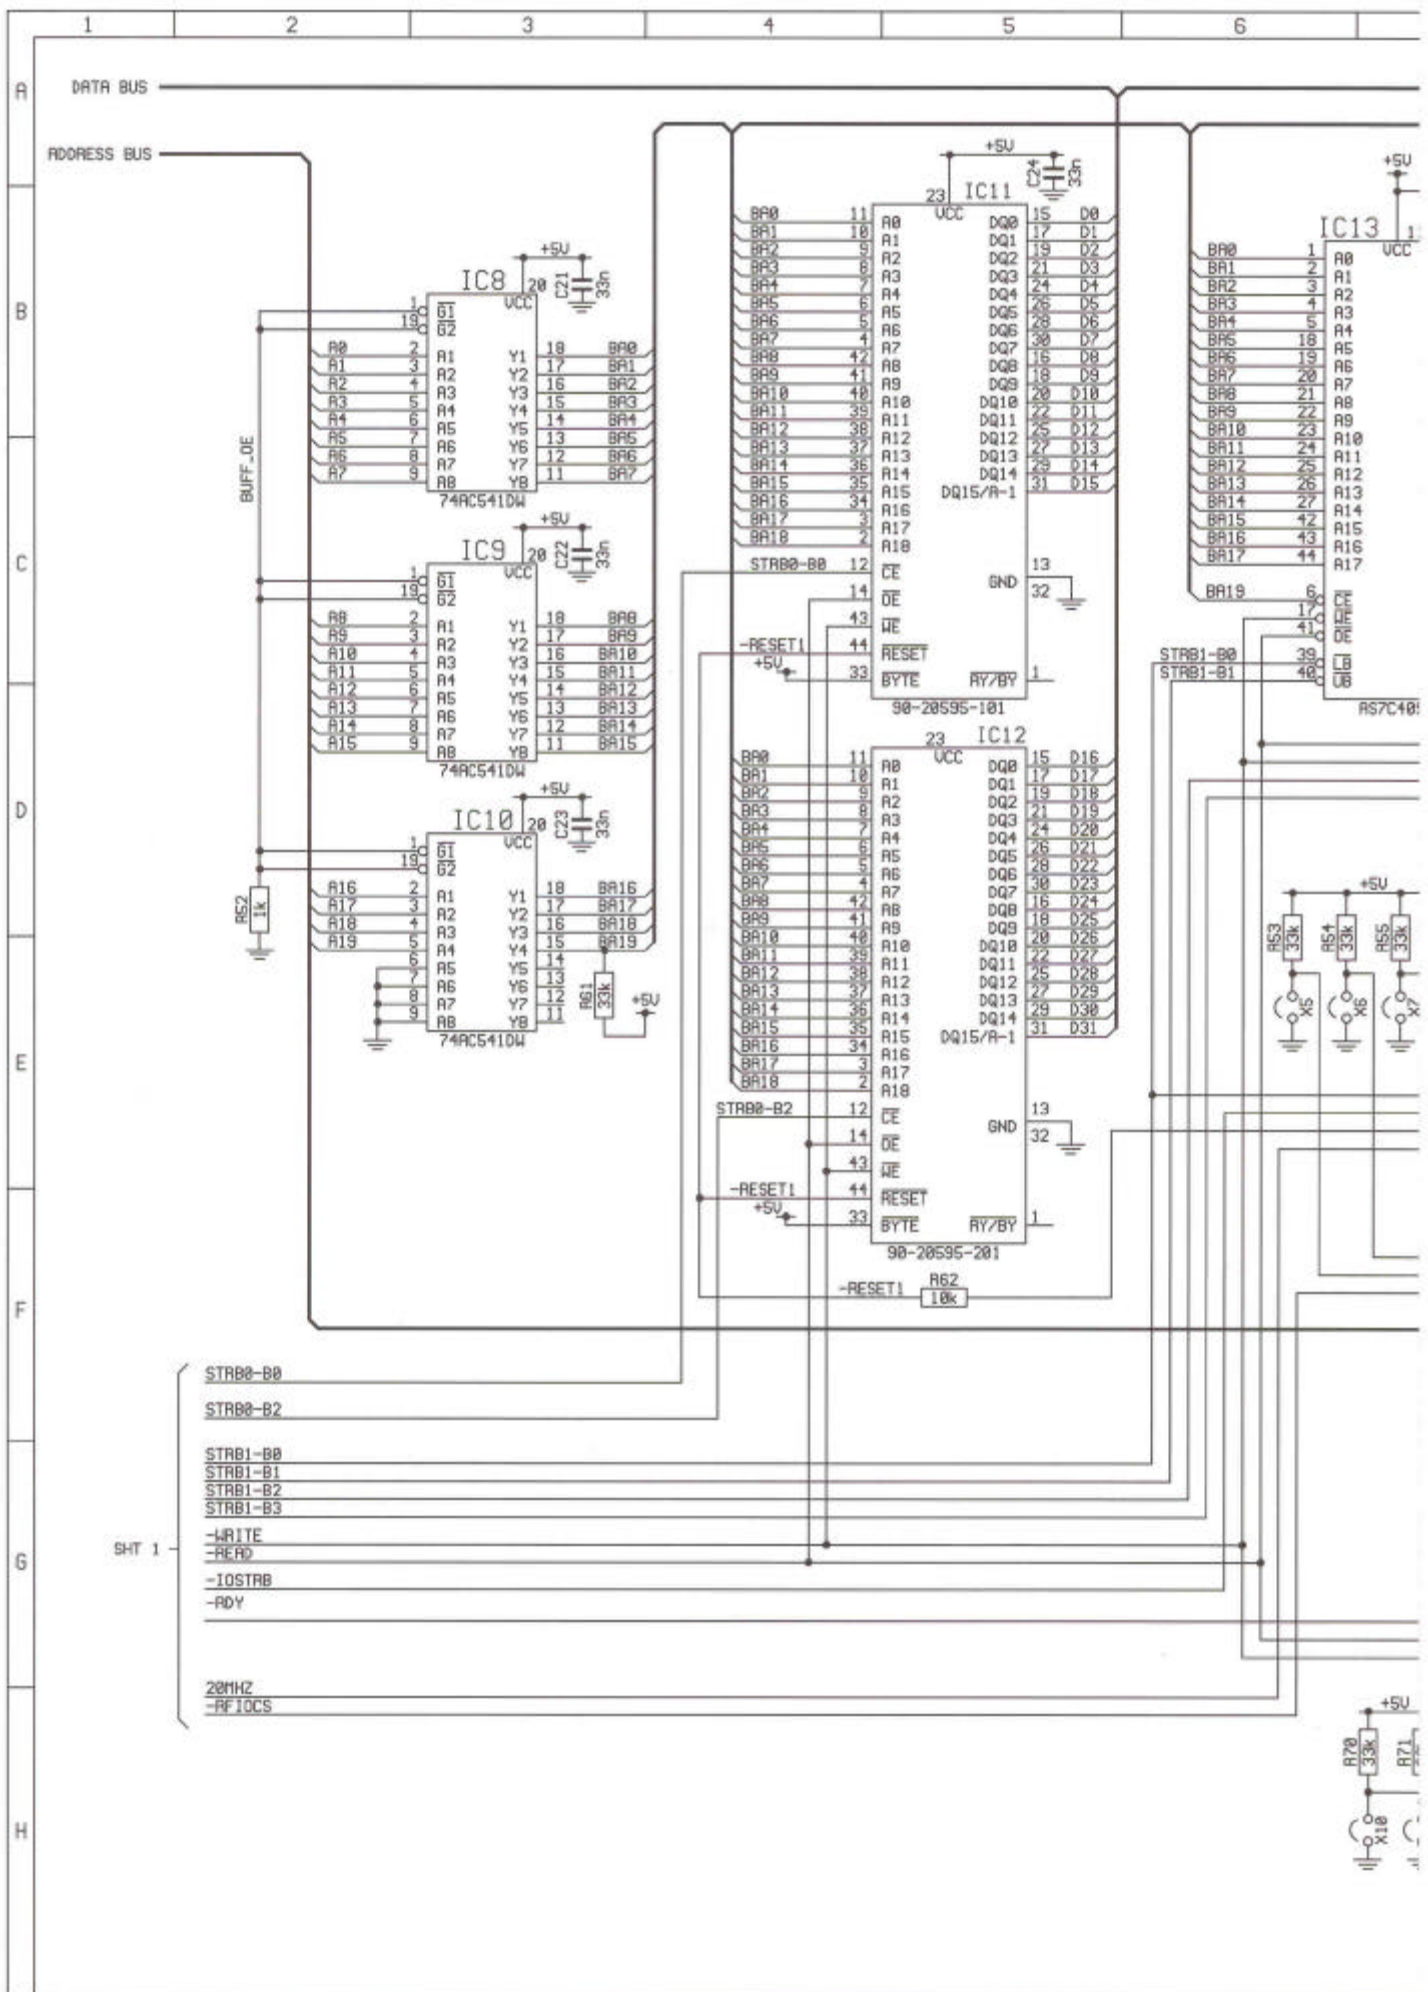 1 2 3 4 5 6
A
DATA BUS
ADDRESS BUS
B
C
D
E
F
G
H
BUFF_OE
R52
1k
+5V
IC8
20
C21
33n
VCC
1 G1
19 G2
A0 2 A1 Y1 18 BA0
A1 3 A2 Y2 17 BA1
A2 4 A3 Y3 16 BA2
A3 5 A4 Y4 15 BA3
A4 6 A5 Y5 14 BA4
A5 7 A6 Y6 13 BA5
A6 8 A7 Y7 12 BA6
A7 9 A8 Y8 11 BA7
74AC541DW
+5V
IC9
20
C22
33n
VCC
1 G1
19 G2
A8 2 A1 Y1 18 BA8
A9 3 A2 Y2 17 BA9
A10 4 A3 Y3 16 BA10
A11 5 A4 Y4 15 BA11
A12 6 A5 Y5 14 BA12
A13 7 A6 Y6 13 BA13
A14 8 A7 Y7 12 BA14
A15 9 A8 Y8 11 BA15
74AC541DW
+5V
IC10
20
C23
33n
VCC
1 G1
19 G2
A16 2 A1 Y1 18 BA16
A17 3 A2 Y2 17 BA17
A18 4 A3 Y3 16 BA18
A19 5 A4 Y4 15 BA19
6 A5 Y5 14
7 A6 Y6 13
8 A7 Y7 12
9 A8 Y8 11
74AC541DW
R61
33k
+5V
+5V
C24
33n
23 IC11
VCC
BA0 11 A0 DQ0 15 D0
BA1 10 A1 DQ1 17 D1
BA2 9 A2 DQ2 19 D2
BA3 8 A3 DQ3 21 D3
BA4 7 A4 DQ4 24 D4
BA5 6 A5 DQ5 26 D5
BA6 5 A6 DQ6 28 D6
BA7 4 A7 DQ7 30 D7
BA8 42 A8 DQ8 16 D8
BA9 41 A9 DQ9 18 D9
BA10 40 A10 DQ10 20 D10
BA11 39 A11 DQ11 22 D11
BA12 38 A12 DQ12 25 D12
BA13 37 A13 DQ13 27 D13
BA14 36 A14 DQ14 29 D14
BA15 35 A15 DQ15/A-1 31 D15
BA16 34 A16
BA17 3 A17
BA18 2 A18
STRB0-B0 12 CE GND 13
14 OE 32
43 WE
-RESET1 44 RESET
+5V 33 BYTE RY/BY 1
90-20595-101
23 IC12
VCC
BA0 11 A0 DQ0 15 D16
BA1 10 A1 DQ1 17 D17
BA2 9 A2 DQ2 19 D18
BA3 8 A3 DQ3 21 D19
BA4 7 A4 DQ4 24 D20
BA5 6 A5 DQ5 26 D21
BA6 5 A6 DQ6 28 D22
BA7 4 A7 DQ7 30 D23
BA8 42 A8 DQ8 16 D24
BA9 41 A9 DQ9 18 D25
BA10 40 A10 DQ10 20 D26
BA11 39 A11 DQ11 22 D27
BA12 38 A12 DQ12 25 D28
BA13 37 A13 DQ13 27 D29
BA14 36 A14 DQ14 29 D30
BA15 35 A15 DQ15/A-1 31 D31
BA16 34 A16
BA17 3 A17
BA18 2 A18
STRB0-B2 12 CE GND 13
14 OE 32
43 WE
-RESET1 44 RESET
+5V 33 BYTE RY/BY 1
90-20595-201
-RESET1
R62
10k
+5V
IC13
VCC
BA0 1 A0
BA1 2 A1
BA2 3 A2
BA3 4 A3
BA4 5 A4
BA5 18 A5
BA6 19 A6
BA7 20 A7
BA8 21 A8
BA9 22 A9
BA10 23 A10
BA11 24 A11
BA12 25 A12
BA13 26 A13
BA14 27 A14
BA15 42 A15
BA16 43 A16
BA17 44 A17
BA19 6 CE
17 WE
41 OE
STRB1-B0 39 LB
STRB1-B1 40 UB
+5V
R53
33k
R54
33k
R55
33k
X5
X6
X7
SHT 1
STRB0-B0
STRB0-B2
STRB1-B0
STRB1-B1
STRB1-B2
STRB1-B3
-WRITE
-READ
-IOSTRB
-RDY
20MHZ
-RFIOCS
+5V
R70
33k
R71
X10